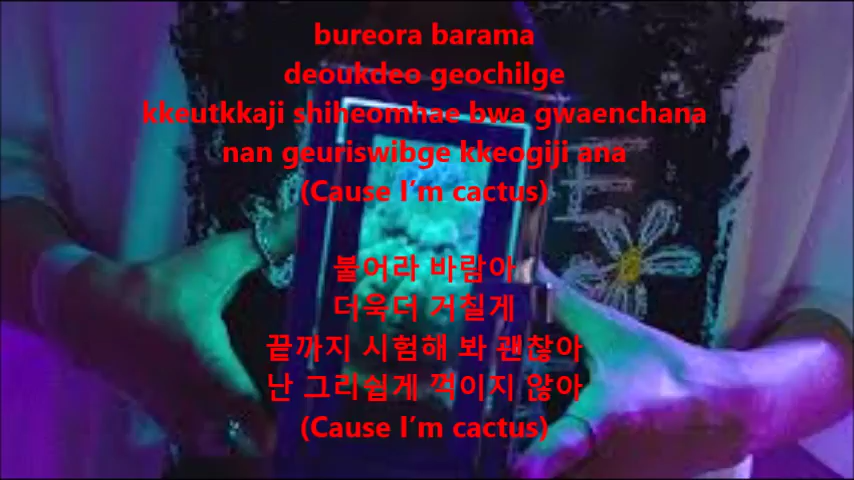 bureora barama
deoukdeo geochilge
kkeutkkaji shiheomhae bwa gwaenchana
nan geuriswibge kkeogiji ana
(Cause I’m cactus)
불어라 바람아
더욱더 거칠게
끝까지 시험해 봐 괜찮아
난 그리쉽게 꺽이지 않아
(Cause I’m cactus)